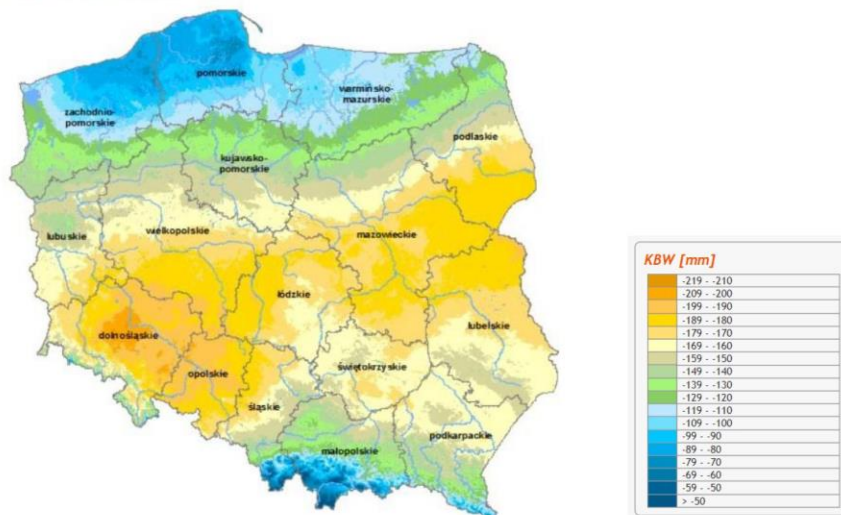 pomorskie
warmińsko-
mazurskie
zachodnio-
pomorskie
podlaskie
kujawsko-
pomorskie
lubuskie
wielkopolskie
mazowieckie
łódzkie
dolnośląskie
lubelskie
opolskie
świętokrzyskie
śląskie
podkarpackie
małopolskie
KBW [mm]
-219 - -210
-209 - -200
-199 - -190
-189 - -180
-179 - -170
-169 - -160
-159 - -150
-149 - -140
-139 - -130
-129 - -120
-119 - -110
-109 - -100
-99 - -90
-89 - -80
-79 - -70
-69 - -60
-59 - -50
> -50